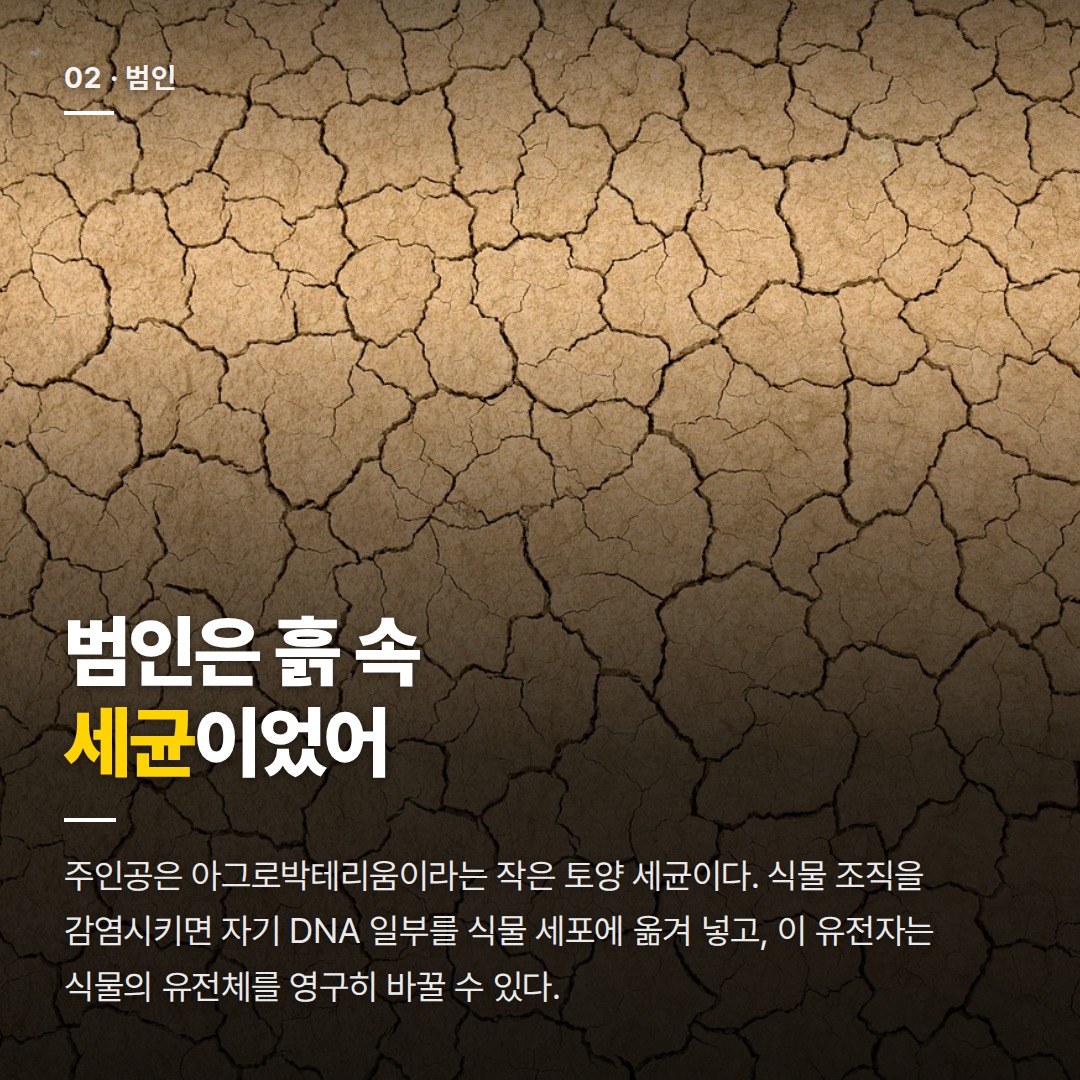 02 · 범인
범인은 흙 속
세균이었어
주인공은 아그로박테리움이라는 작은 토양 세균이다. 식물 조직을
감염시키면 자기 DNA 일부를 식물 세포에 옮겨 넣고, 이 유전자는
식물의 유전체를 영구히 바꿀 수 있다.